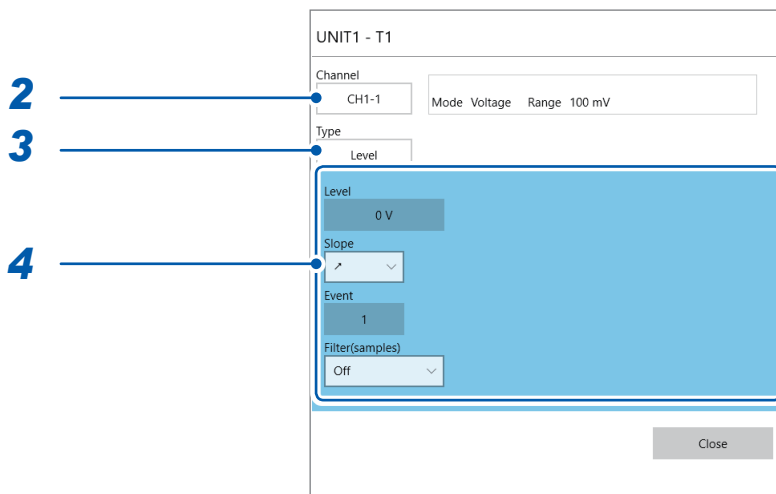 UNIT1 - T1
Channel
2
CH1-1
Mode Voltage Range 100 mV
Type
3
Level
Level
0 V
Slope
4
↗
Event
1
Filter(samples)
Off
Close